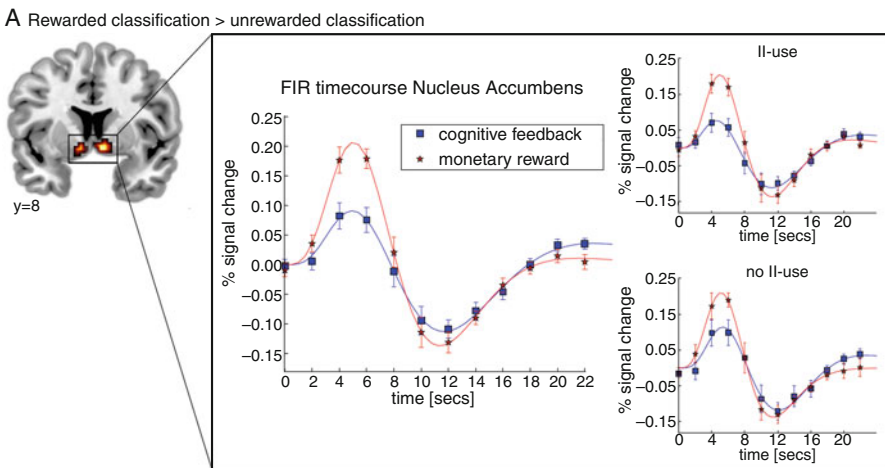 A Rewarded classification > unrewarded classification
y=8
FIR timecourse Nucleus Accumbens
cognitive feedback
monetary reward
% signal change
0.25
0.20
0.15
0.10
0.05
0.00
−0.05
−0.10
−0.15
0 2 4 6 8 10 12 14 16 18 20 22
time [secs]
II-use
% signal change
0.25
0.15
0.05
−0.05
−0.15
0 4 8 12 16 20
time [secs]
no II-use
% signal change
0.25
0.15
0.05
−0.05
−0.15
0 4 8 12 16 20
time [secs]